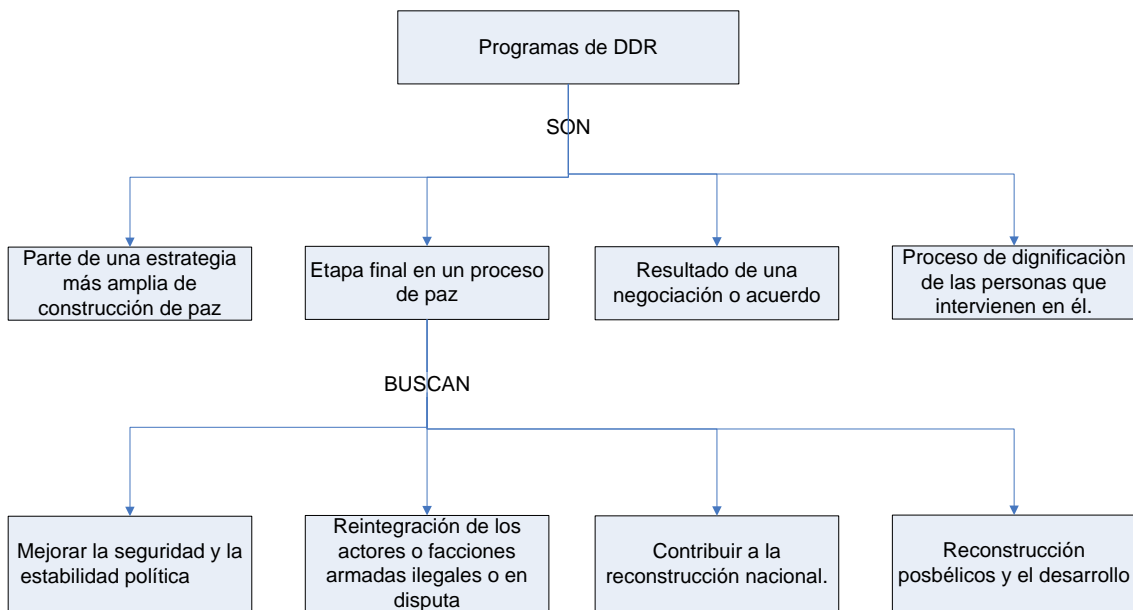 Programas de DDR
SON
Parte de una estrategia
más amplia de
construcción de paz
Etapa final en un proceso
de paz
Resultado de una
negociación o acuerdo
Proceso de dignificaciòn
de las personas que
intervienen en él.
BUSCAN
Mejorar la seguridad y la
estabilidad política
Reintegración de los
actores o facciones
armadas ilegales o en
disputa
Contribuir a la
reconstrucción nacional.
Reconstrucción
posbélicos y el desarrollo